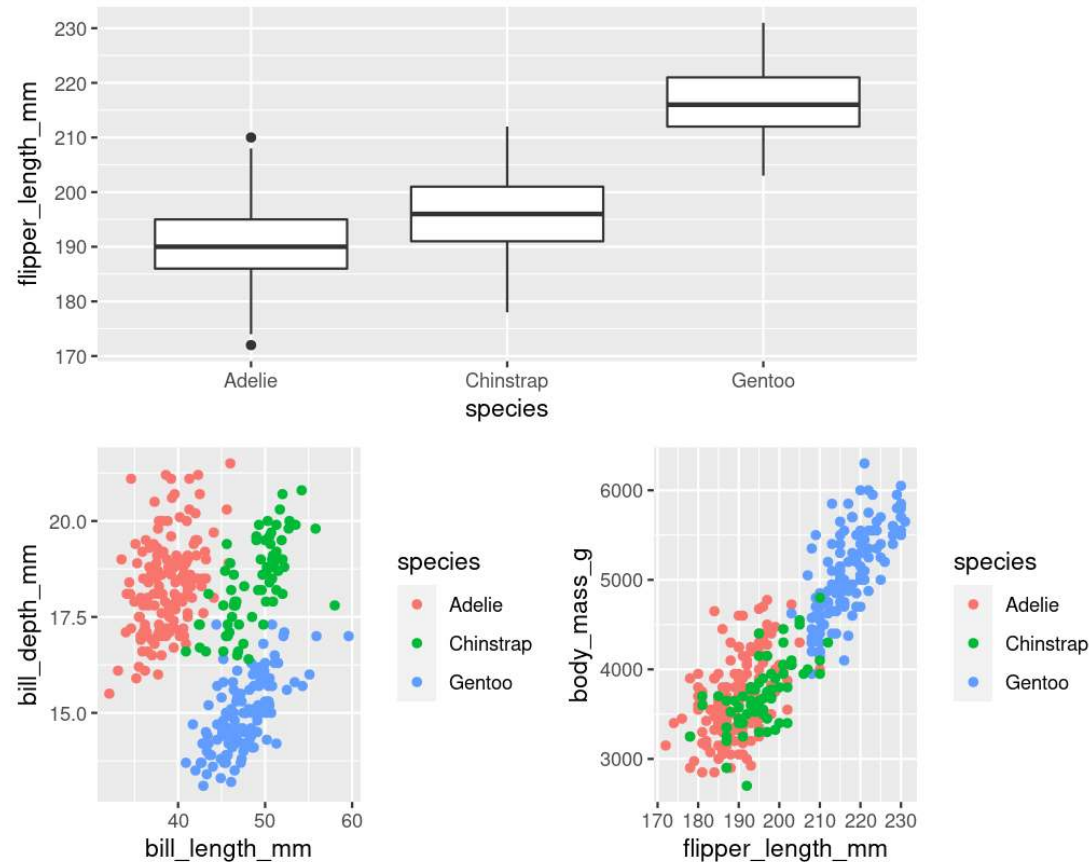 flipper_length_mm
230
220
210
200
190
180
170
Adelie Chinstrap Gentoo
species
bill_depth_mm
20.0
17.5
15.0
40 50 60
bill_length_mm
species
Adelie
Chinstrap
Gentoo
body_mass_g
6000
5000
4000
3000
170 180 190 200 210 220 230
flipper_length_mm
species
Adelie
Chinstrap
Gentoo